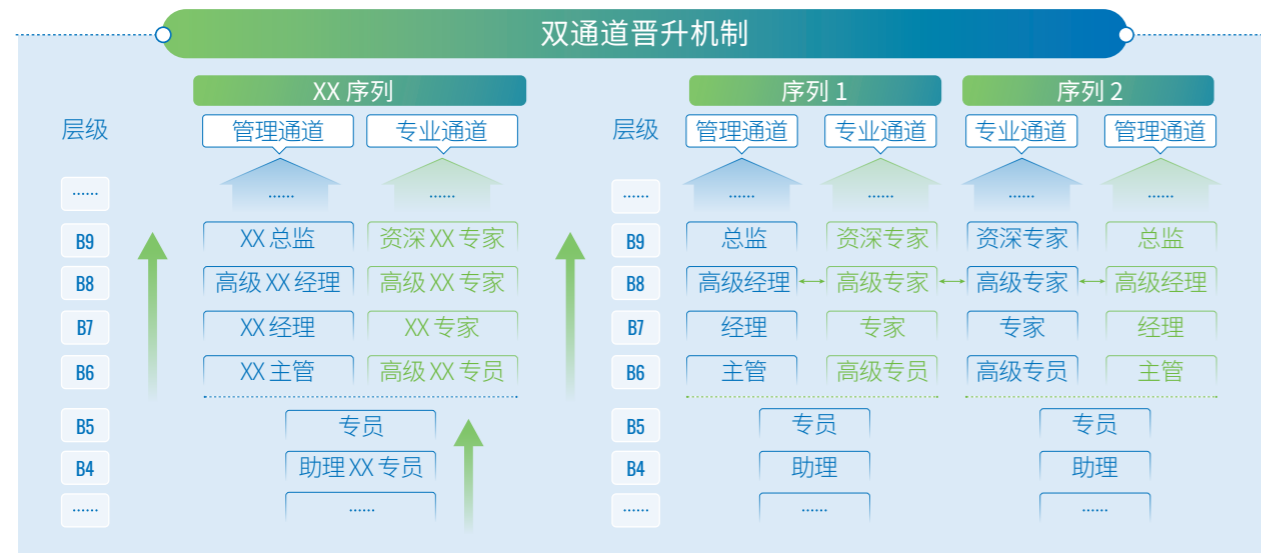 双通道晋升机制
XX 序列
层级
管理通道
专业通道
......
......
......
B9
XX 总监
资深 XX 专家
B8
高级 XX 经理
高级 XX 专家
B7
XX 经理
XX 专家
B6
XX 主管
高级 XX 专员
B5
专员
B4
助理 XX 专员
......
......
序列 1
序列 2
层级
管理通道
专业通道
专业通道
管理通道
......
......
......
......
......
B9
总监
资深专家
资深专家
总监
B8
高级经理
高级专家
高级专家
高级经理
B7
经理
专家
专家
经理
B6
主管
高级专员
高级专员
主管
B5
专员
专员
B4
助理
助理
......
......
......